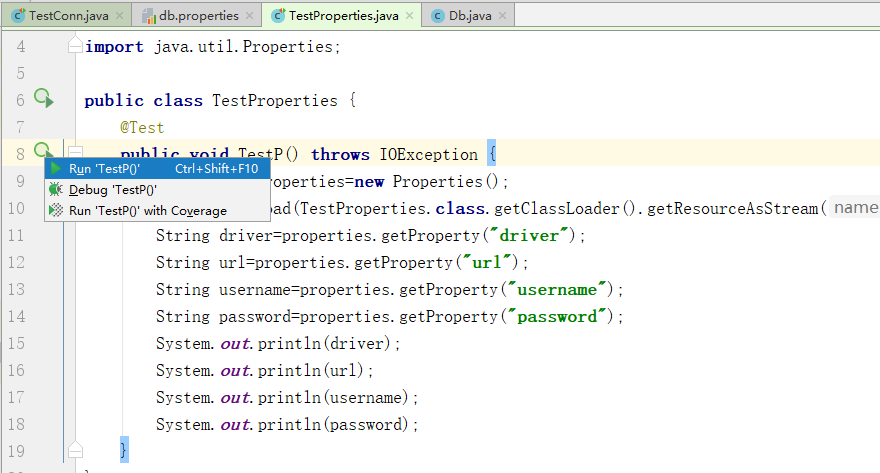 TestConn.java db.properties TestProperties.java Db.java
4 import java.util.Properties;
5
6 public class TestProperties {
7 @Test
8 public void TestP() throws IOException {
Run 'TestP()' Ctrl+Shift+F10
9 roperties=new Properties();
Debug 'TestP()'
10 oad(TestProperties.class.getClassLoader().getResourceAsStream( name
Run 'TestP()' with Coverage
11 String driver=properties.getProperty("driver");
12 String url=properties.getProperty("url");
13 String username=properties.getProperty("username");
14 String password=properties.getProperty("password");
15 System.out.println(driver);
16 System.out.println(url);
17 System.out.println(username);
18 System.out.println(password);
19 }